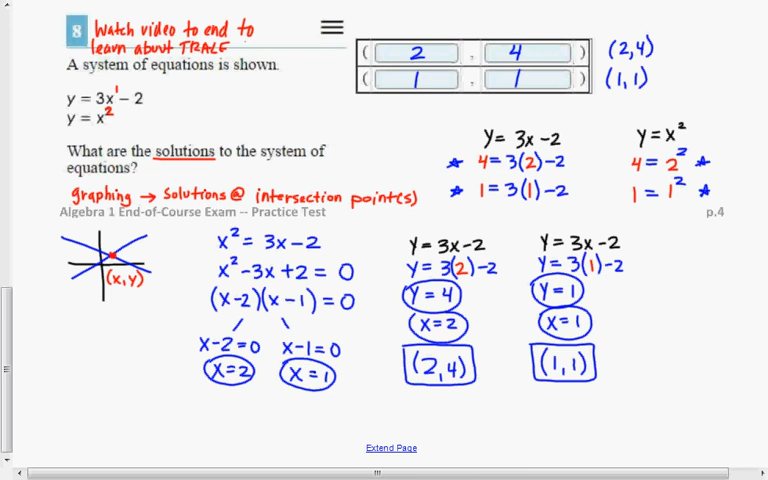 8 Watch video to end to
learn about TRALE
A system of equations is shown.
y = 3x¹ – 2
y = x²
What are the solutions to the system of
equations?
graphing → solutions @ intersection point(s)
( 2 , 4 ) (2,4)
( 1 , 1 ) (1,1)
y = 3x – 2
★ 4 = 3(2) – 2
★ 1 = 3(1) – 2
y = x²
4 = 2² ★
1 = 1² ★
Algebra 1 End-of-Course Exam -- Practice Test p.4
(x,y)
x² = 3x – 2
x² – 3x + 2 = 0
(x–2)(x–1) = 0
x–2=0 x–1=0
x=2 x=1
y = 3x – 2
y = 3(2) – 2
y = 4
x = 2
(2,4)
y = 3x – 2
y = 3(1) – 2
y = 1
x = 1
(1,1)
Extend Page